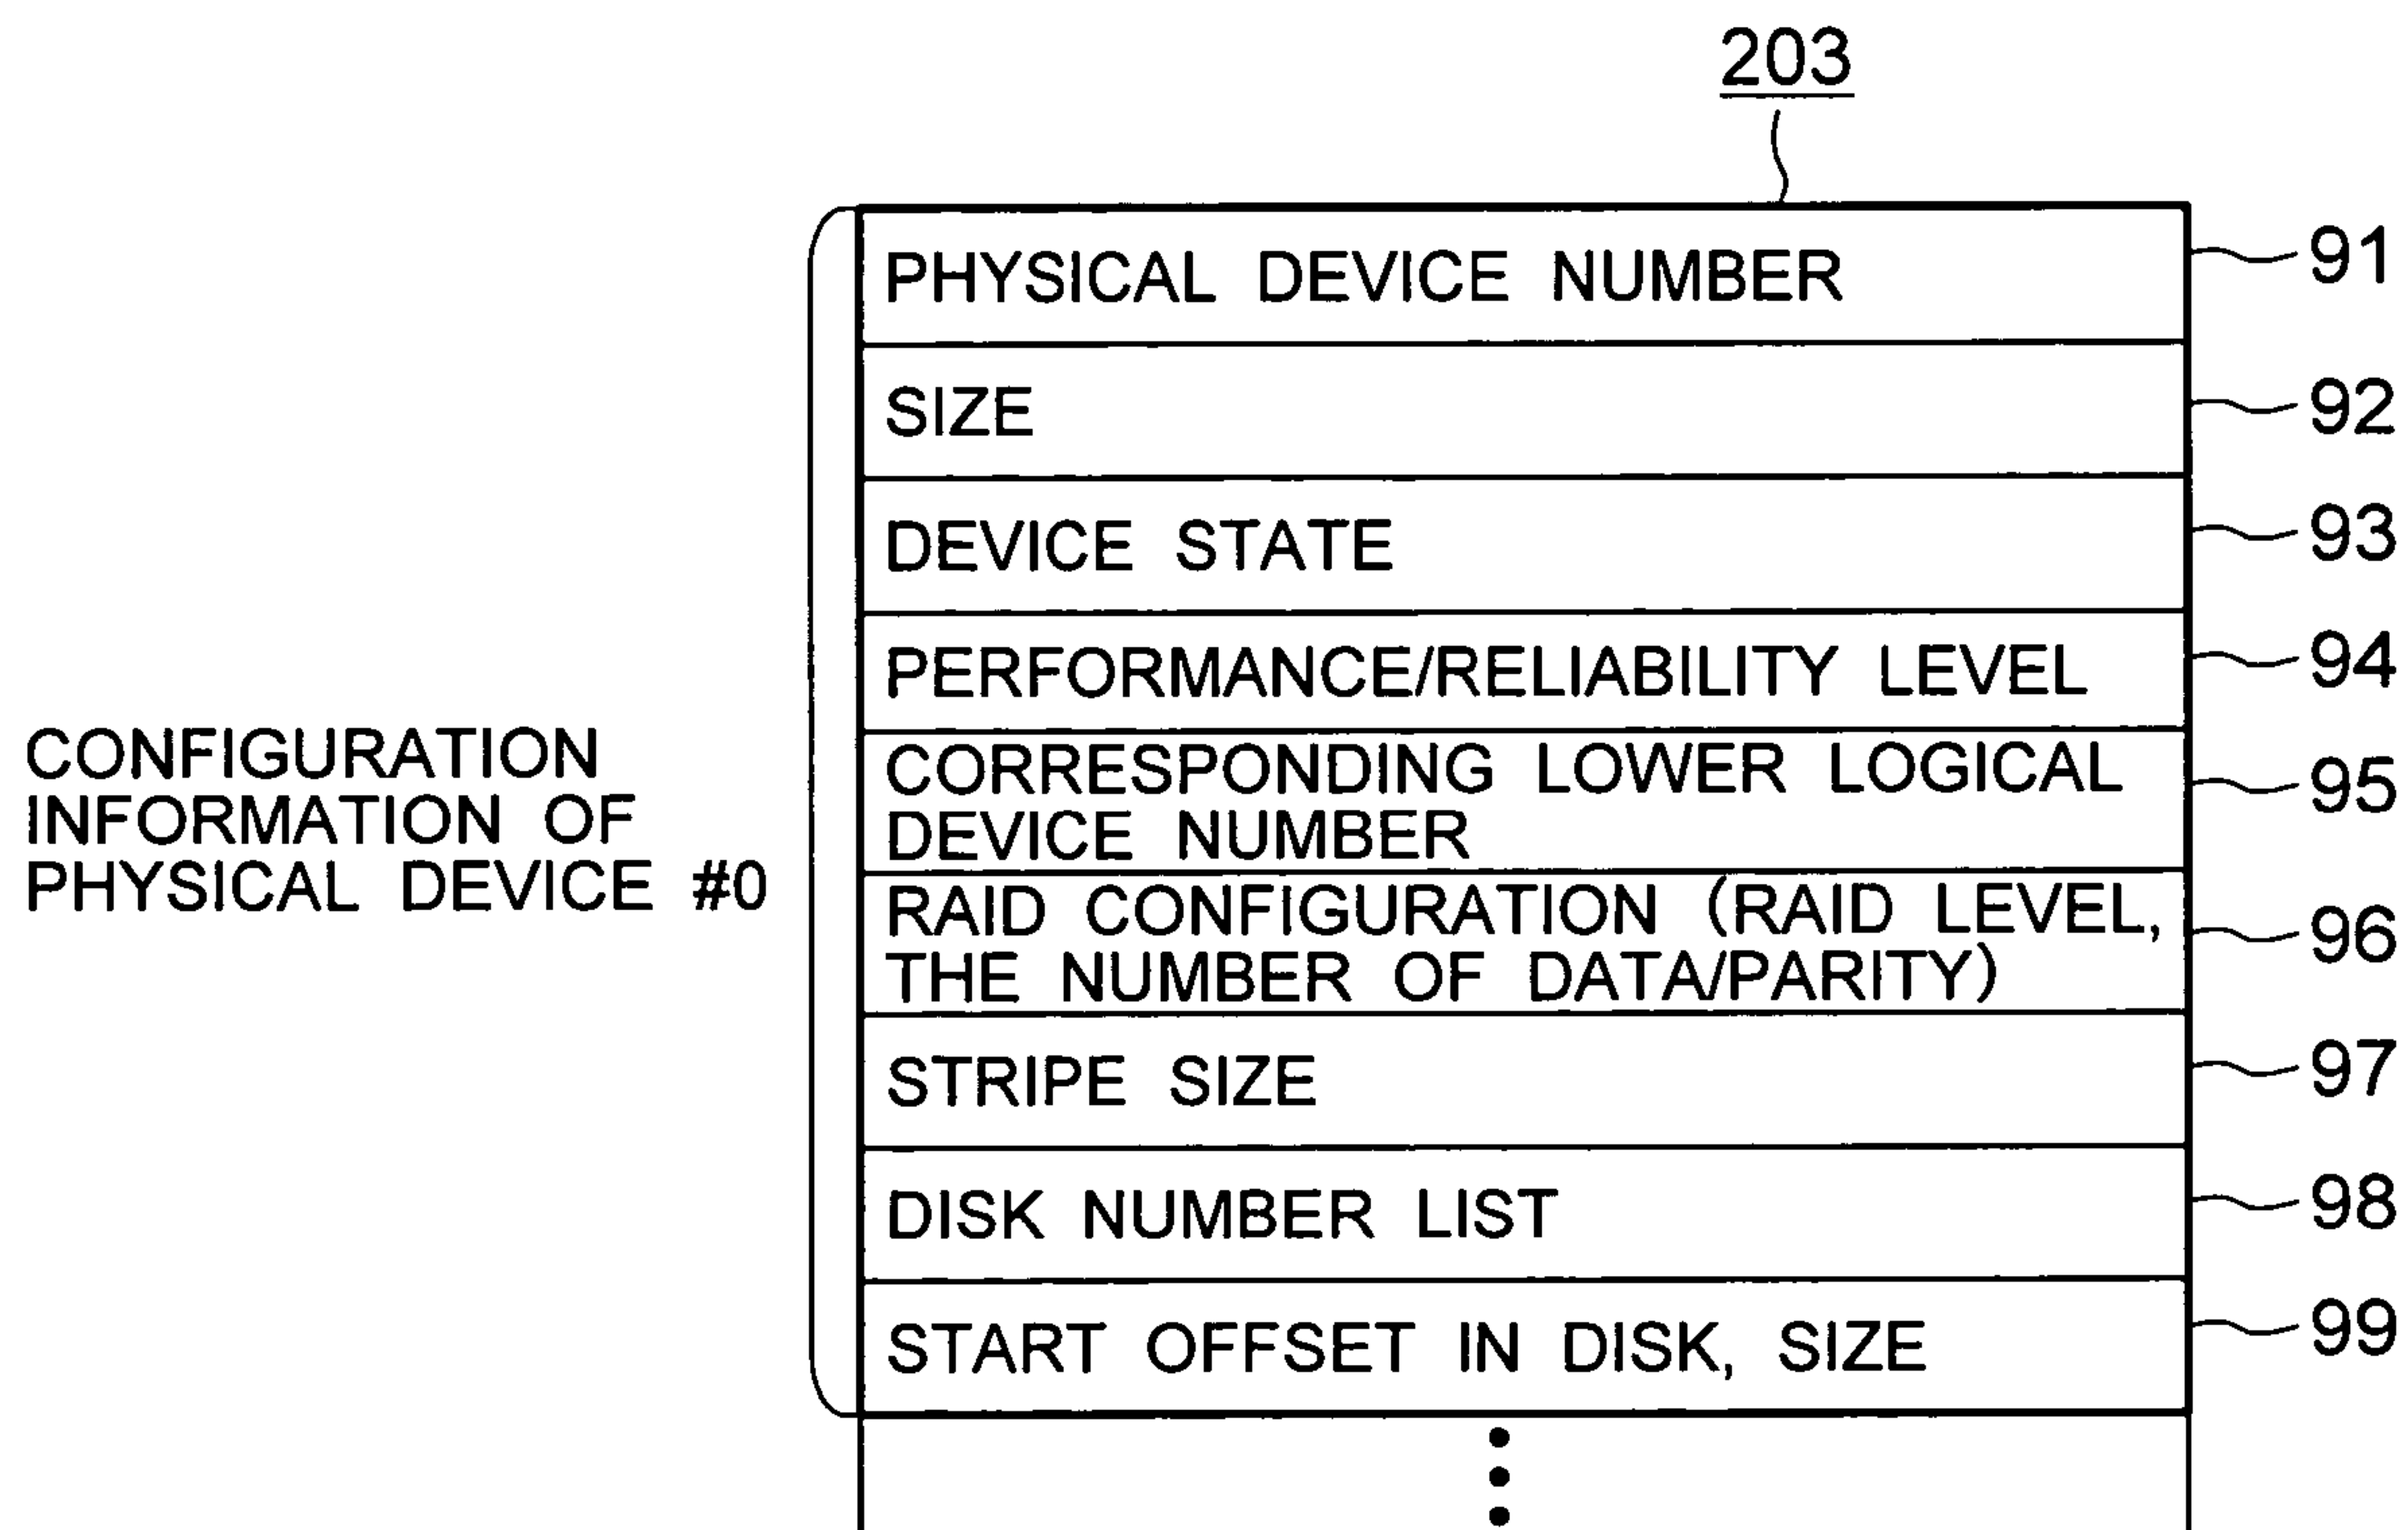 203
PHYSICAL DEVICE NUMBER 91
SIZE 92
DEVICE STATE 93
PERFORMANCE/RELIABILITY LEVEL 94
CONFIGURATION
INFORMATION OF
PHYSICAL DEVICE #0
CORRESPONDING LOWER LOGICAL
DEVICE NUMBER
95
RAID CONFIGURATION (RAID LEVEL,
THE NUMBER OF DATA/PARITY)
96
STRIPE SIZE 97
DISK NUMBER LIST 98
START OFFSET IN DISK, SIZE 99